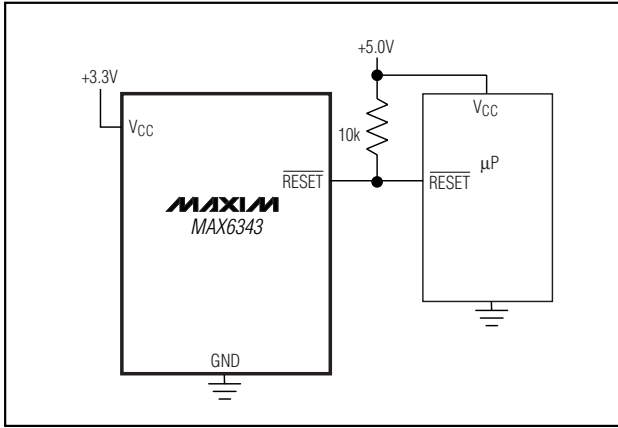 +5.0V
+3.3V
VCC
VCC
10k
RESET
RESET
μP
MAXIM
MAX6343
GND